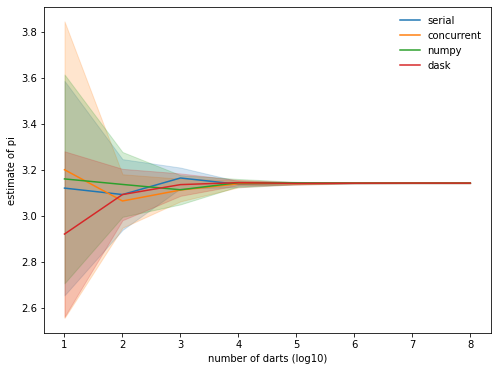 serial
concurrent
numpy
dask
3.8
3.6
3.4
3.2
3.0
2.8
2.6
estimate of pi
1 2 3 4 5 6 7 8
number of darts (log10)